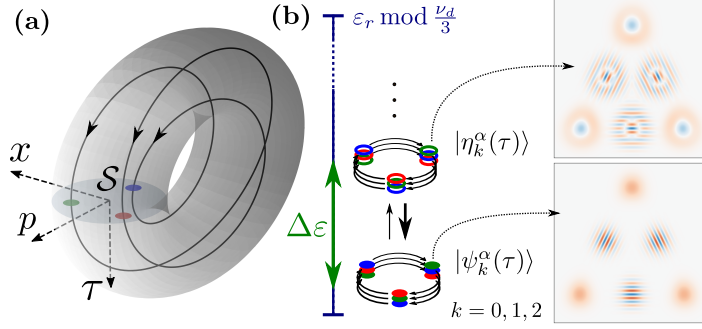 (a)
x
p
τ
𝒮
(b)
ε_r mod ν_d/3
⋮
|η_k^α(τ)⟩
Δε
|ψ_k^α(τ)⟩
k = 0, 1, 2